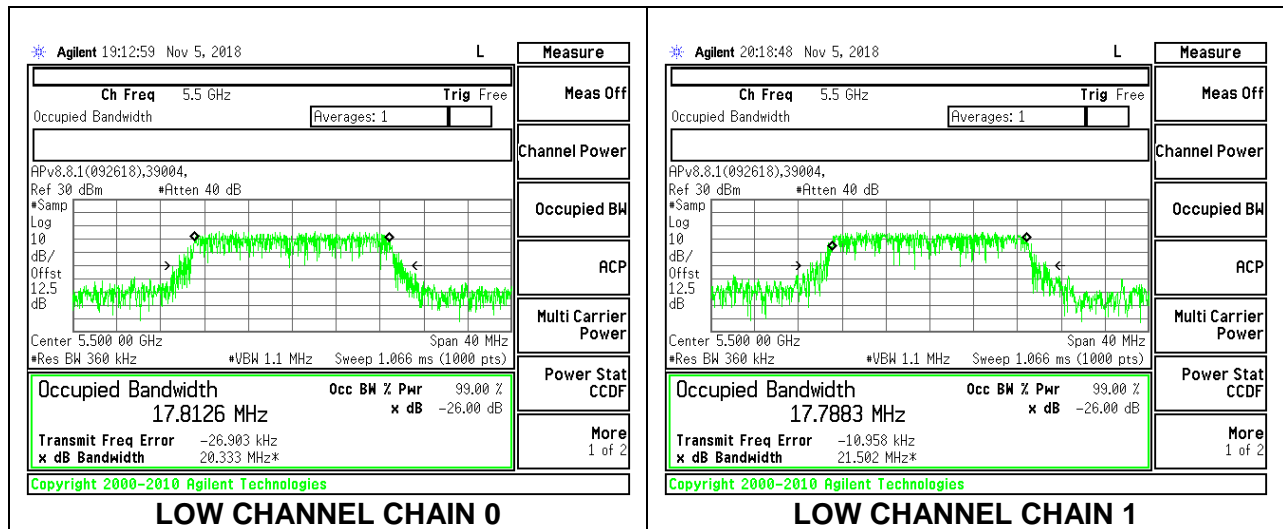 Agilent 19:12:59 Nov 5, 2018 L Measure
Ch Freq 5.5 GHz Trig Free
Occupied Bandwidth Averages: 1
APv8.8.1(092618),39004,
Ref 30 dBm #Atten 40 dB
#Samp
Log
10
dB/
Offst
12.5
dB
Center 5.500 00 GHz Span 40 MHz
#Res BW 360 kHz #VBW 1.1 MHz Sweep 1.066 ms (1000 pts)
Occupied Bandwidth Occ BW % Pwr 99.00 %
17.8126 MHz x dB -26.00 dB
Transmit Freq Error -26.903 kHz
x dB Bandwidth 20.333 MHz*
Meas Off
Channel Power
Occupied BW
ACP
Multi Carrier
Power
Power Stat
CCDF
More
1 of 2
Copyright 2000-2010 Agilent Technologies
LOW CHANNEL CHAIN 0
Agilent 20:18:48 Nov 5, 2018 L Measure
Ch Freq 5.5 GHz Trig Free
Occupied Bandwidth Averages: 1
APv8.8.1(092618),39004,
Ref 30 dBm #Atten 40 dB
#Samp
Log
10
dB/
Offst
12.5
dB
Center 5.500 00 GHz Span 40 MHz
#Res BW 360 kHz #VBW 1.1 MHz Sweep 1.066 ms (1000 pts)
Occupied Bandwidth Occ BW % Pwr 99.00 %
17.7883 MHz x dB -26.00 dB
Transmit Freq Error -10.958 kHz
x dB Bandwidth 21.502 MHz*
Meas Off
Channel Power
Occupied BW
ACP
Multi Carrier
Power
Power Stat
CCDF
More
1 of 2
Copyright 2000-2010 Agilent Technologies
LOW CHANNEL CHAIN 1